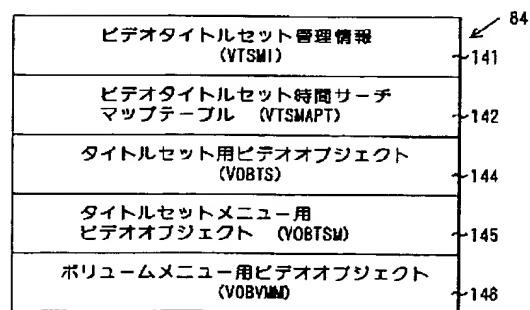 84
ビデオタイトルセット管理情報
(VTSMI)
141
ビデオタイトルセット時間サーチ
マップテーブル (VTSMAPT)
142
タイトルセット用ビデオオブジェクト
(VOBTS)
144
タイトルセットメニュー用
ビデオオブジェクト (VOBTSM)
145
ボリュームメニュー用ビデオオブジェクト
(VOBVMM)
146